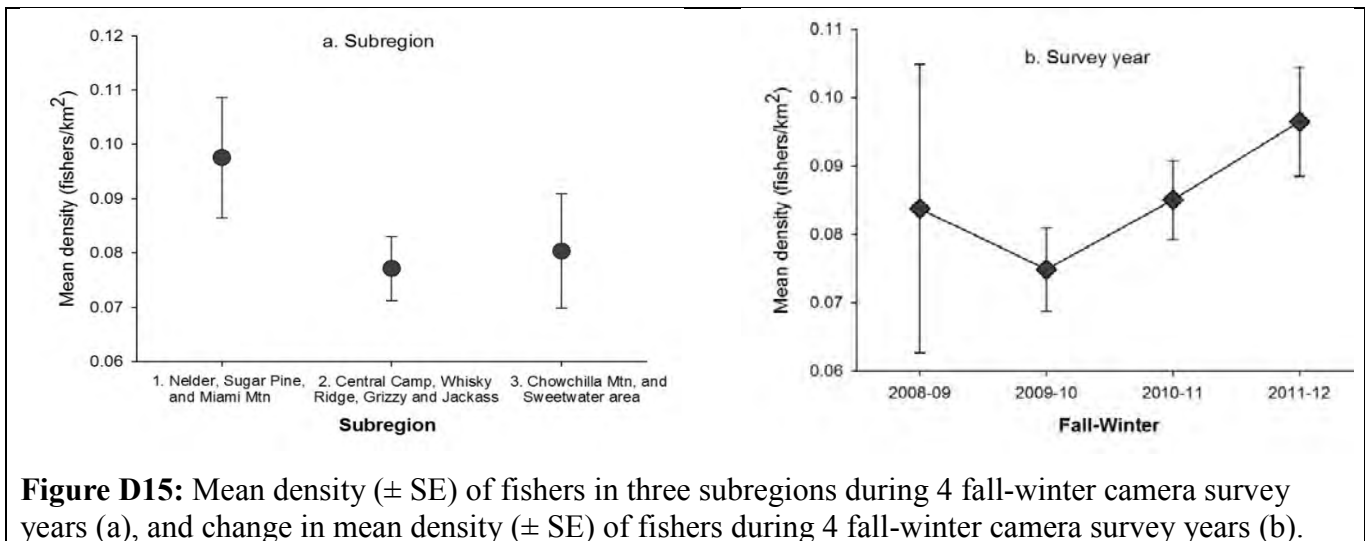 a. Subregion
Mean density (fishers/km²)
0.12
0.11
0.10
0.09
0.08
0.07
0.06
1. Nelder, Sugar Pine,
and Miami Mtn
2. Central Camp, Whisky
Ridge, Grizzy and Jackass
3. Chowchilla Mtn, and
Sweetwater area
Subregion
b. Survey year
Mean density (fishers/km²)
0.11
0.10
0.09
0.08
0.07
0.06
2008-09
2009-10
2010-11
2011-12
Fall-Winter
Figure D15: Mean density (± SE) of fishers in three subregions during 4 fall-winter camera survey
years (a), and change in mean density (± SE) of fishers during 4 fall-winter camera survey years (b).